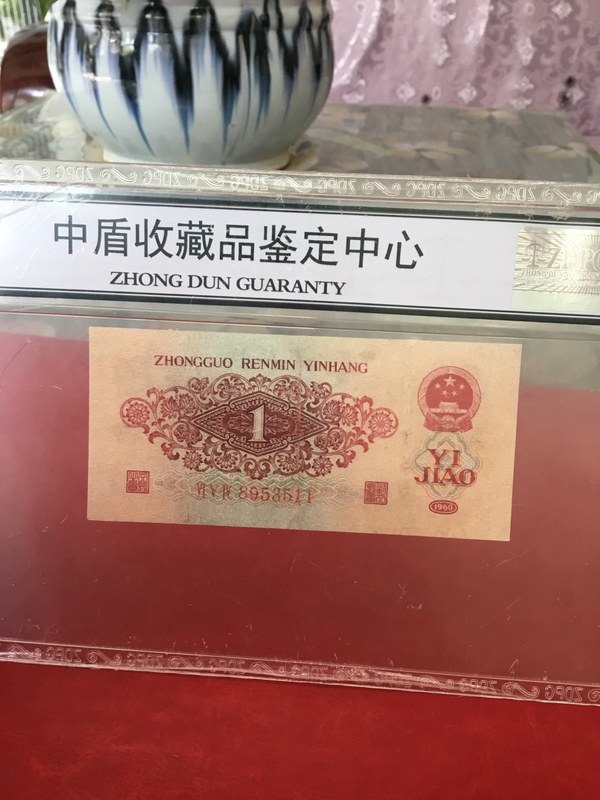 中盾收藏品鉴定中心
ZHONG DUN GUARANTY
ZHONGGUO RENMIN YINHANG
1
YI
JIAO
8953511
1960